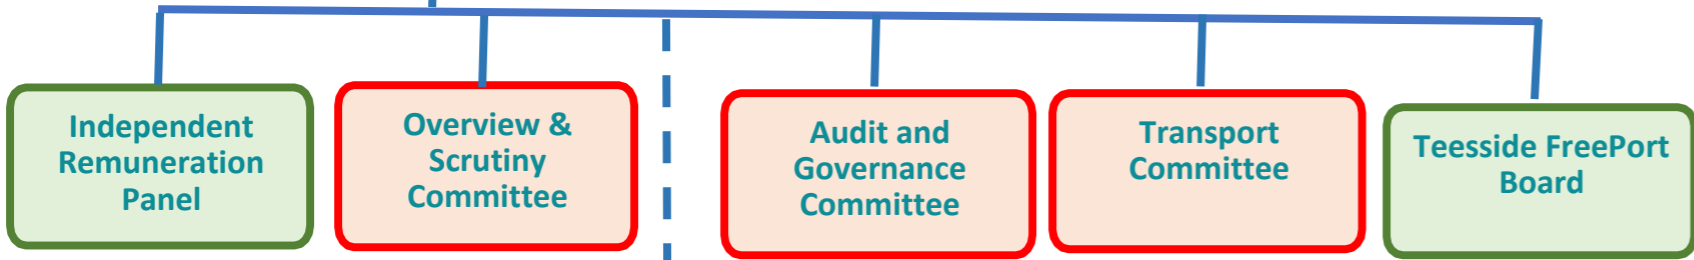 Independent
Remuneration
Panel
Overview &
Scrutiny
Committee
Audit and
Governance
Committee
Transport
Committee
Teesside FreePort
Board